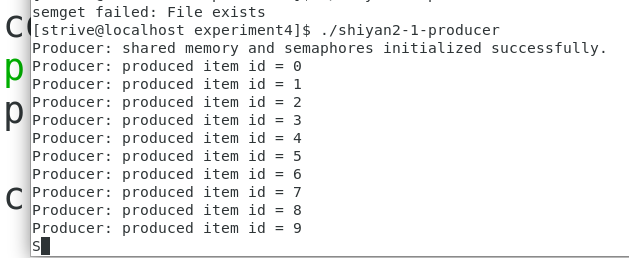 semget failed: File exists
[strive@localhost experiment4]$ ./shiyan2-1-producer
Producer: shared memory and semaphores initialized successfully.
Producer: produced item id = 0
Producer: produced item id = 1
Producer: produced item id = 2
Producer: produced item id = 3
Producer: produced item id = 4
Producer: produced item id = 5
Producer: produced item id = 6
Producer: produced item id = 7
Producer: produced item id = 8
Producer: produced item id = 9
S
c
p
p
c